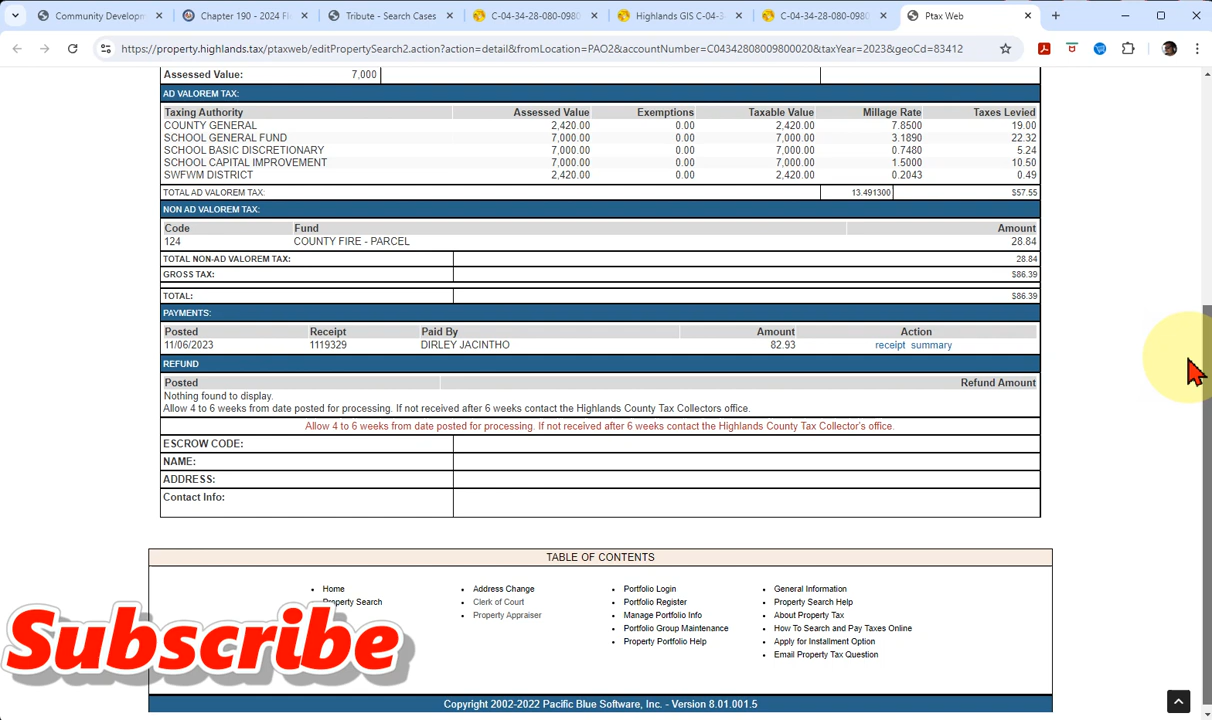 Community Developm
Chapter 190 - 2024 Fl
Tribute - Search Cases
C-04-34-28-080-0980
Highlands GIS C-04-34
C-04-34-28-080-0980
Ptax Web
https://property.highlands.tax/ptaxweb/editPropertySearch2.action?action=detail&fromLocation=PAO2&accountNumber=C04342808009800020&taxYear=2023&geoCd=83412
Assessed Value: 7,000
AD VALOREM TAX:
Taxing Authority Assessed Value Exemptions Taxable Value Millage Rate Taxes Levied
COUNTY GENERAL 2,420.00 0.00 2,420.00 7.8500 19.00
SCHOOL GENERAL FUND 7,000.00 0.00 7,000.00 3.1890 22.32
SCHOOL BASIC DISCRETIONARY 7,000.00 0.00 7,000.00 0.7480 5.24
SCHOOL CAPITAL IMPROVEMENT 7,000.00 0.00 7,000.00 1.5000 10.50
SWFWM DISTRICT 2,420.00 0.00 2,420.00 0.2043 0.49
TOTAL AD VALOREM TAX: 13.491300 $57.55
NON AD VALOREM TAX:
Code Fund Amount
124 COUNTY FIRE - PARCEL 28.84
TOTAL NON-AD VALOREM TAX: 28.84
GROSS TAX: $86.39
TOTAL: $86.39
PAYMENTS:
Posted Receipt Paid By Amount Action
11/06/2023 1119329 DIRLEY JACINTHO 82.93 receipt summary
REFUND
Posted Refund Amount
Nothing found to display.
Allow 4 to 6 weeks from date posted for processing. If not received after 6 weeks contact the Highlands County Tax Collectors office.
Allow 4 to 6 weeks from date posted for processing. If not received after 6 weeks contact the Highlands County Tax Collector's office.
ESCROW CODE:
NAME:
ADDRESS:
Contact Info:
TABLE OF CONTENTS
• Home • Address Change • Portfolio Login • General Information
Property Search • Clerk of Court • Portfolio Register • Property Search Help
• Property Appraiser • Manage Portfolio Info • About Property Tax
• Portfolio Group Maintenance • How To Search and Pay Taxes Online
• Property Portfolio Help • Apply for Installment Option
• Email Property Tax Question
Subscribe
Copyright 2002-2022 Pacific Blue Software, Inc. - Version 8.01.001.5